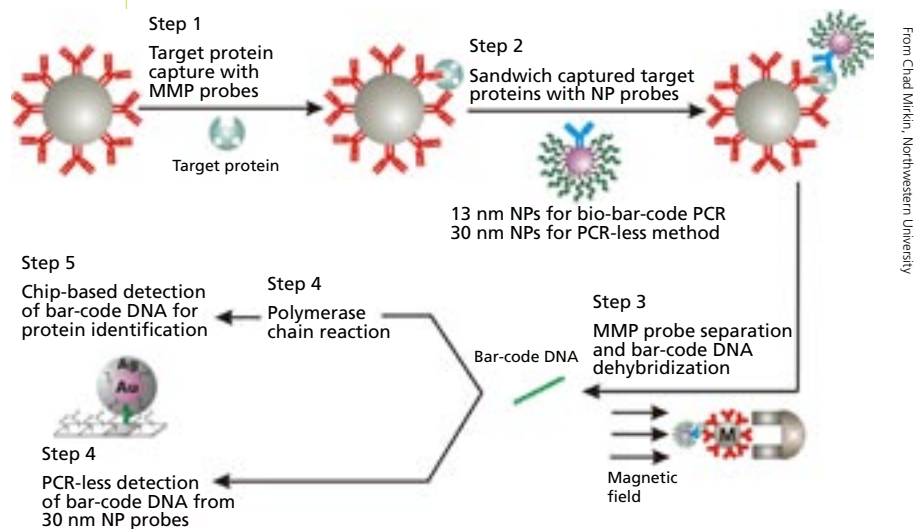 Step 1
Target protein
capture with
MMP probes
Target protein
Step 2
Sandwich captured target
proteins with NP probes
13 nm NPs for bio-bar-code PCR
30 nm NPs for PCR-less method
From Chad Mirkin, Northwestern University
Step 3
MMP probe separation
and bar-code DNA
dehybridization
M
Magnetic
field
Bar-code DNA
Step 4
Polymerase
chain reaction
Step 5
Chip-based detection
of bar-code DNA for
protein identification
Ag
Au
Step 4
PCR-less detection
of bar-code DNA from
30 nm NP probes